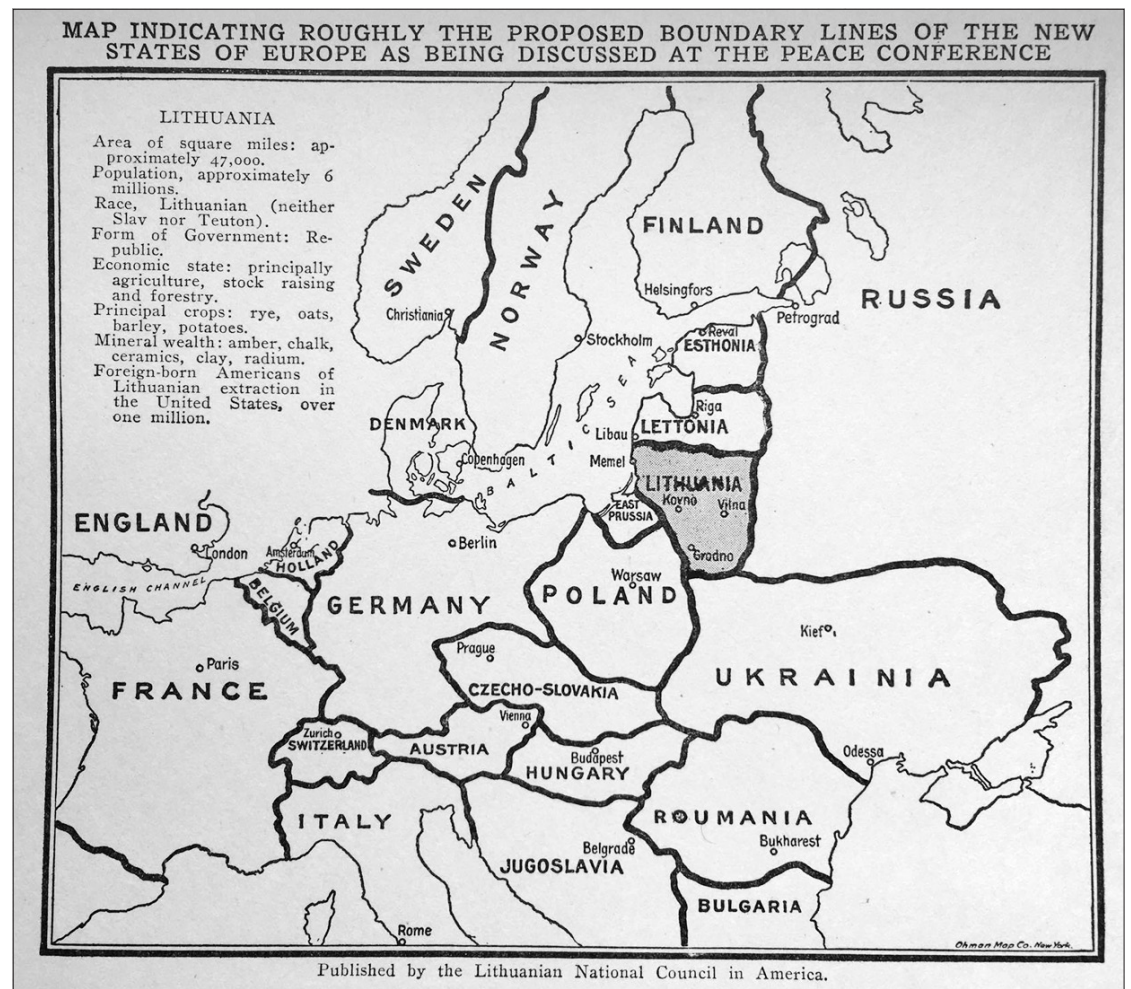 MAP INDICATING ROUGHLY THE PROPOSED BOUNDARY LINES OF THE NEW
STATES OF EUROPE AS BEING DISCUSSED AT THE PEACE CONFERENCE
LITHUANIA
Area of square miles: ap-
proximately 47,000.
Population, approximately 6
millions.
Race, Lithuanian (neither
Slav nor Teuton).
Form of Government: Re-
public.
Economic state: principally
agriculture, stock raising
and forestry.
Principal crops: rye, oats,
barley, potatoes.
Mineral wealth: amber, chalk,
ceramics, clay, radium.
Foreign-born Americans of
Lithuanian extraction in
the United States, over
one million.
SWEDEN
NORWAY
FINLAND
RUSSIA
Helsingfors
Petrograd
Christiania
Stockholm
Reval
ESTHONIA
BALTIC SEA
DENMARK
Copenhagen
Riga
LETTONIA
Libau
Memel
LITHUANIA
Kovno
Vilna
EAST
PRUSSIA
Grodno
ENGLAND
London
Amsterdam
HOLLAND
Berlin
ENGLISH CHANNEL
BELGIUM
GERMANY
Warsaw
POLAND
Kief
UKRAINIA
Paris
FRANCE
Prague
CZECHO-SLOVAKIA
Vienna
Zurich
SWITZERLAND
AUSTRIA
Budapest
HUNGARY
Odessa
ITALY
ROUMANIA
Belgrade
Bukharest
JUGOSLAVIA
BULGARIA
Rome
Ohman Map Co. New York.
Published by the Lithuanian National Council in America.